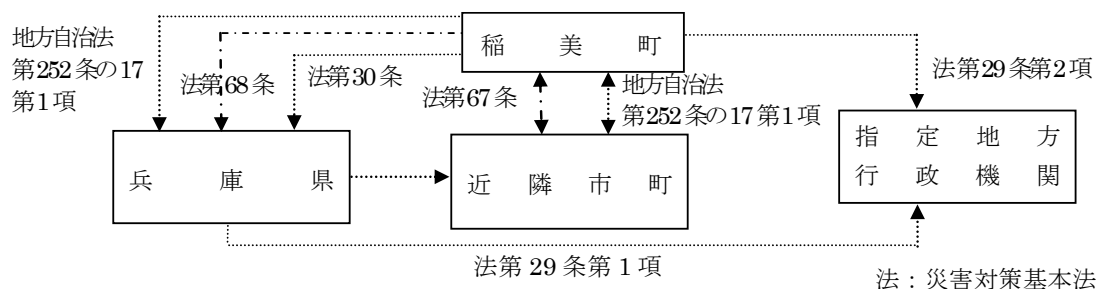 稲美町
地方自治法
第252条の17
第1項
法第68条
法第30条
法第67条
地方自治法
第252条の17第1項
法第29条第2項
兵庫県
近隣市町
指定地方
行政機関
法第29条第1項
法：災害対策基本法